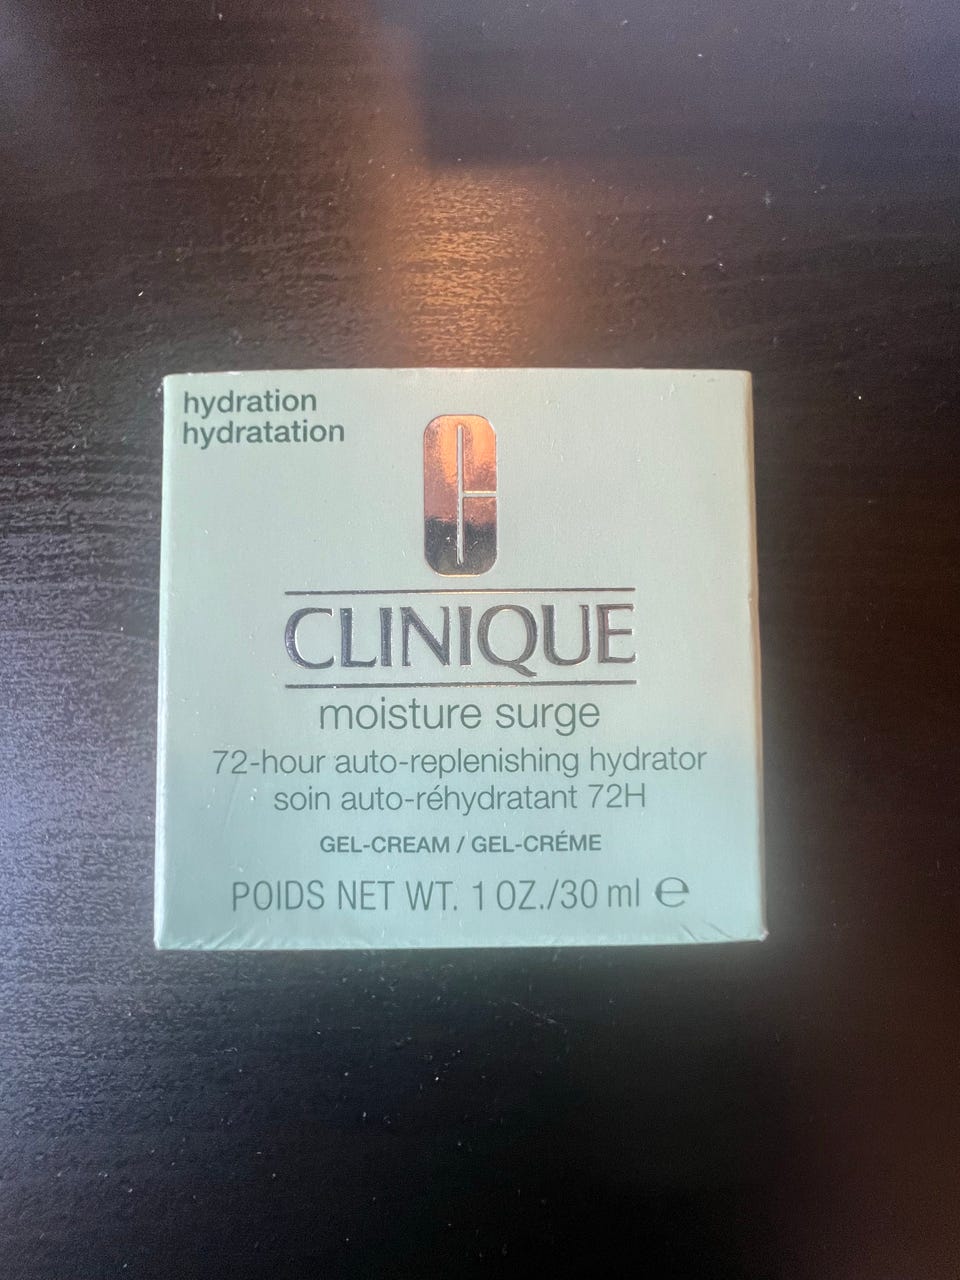 hydration
hydratation
CLINIQUE
moisture surge
72-hour auto-replenishing hydrator
soin auto-réhydratant 72H
GEL-CREAM / GEL-CRÉME
POIDS NET WT. 1 OZ./30 ml ℮